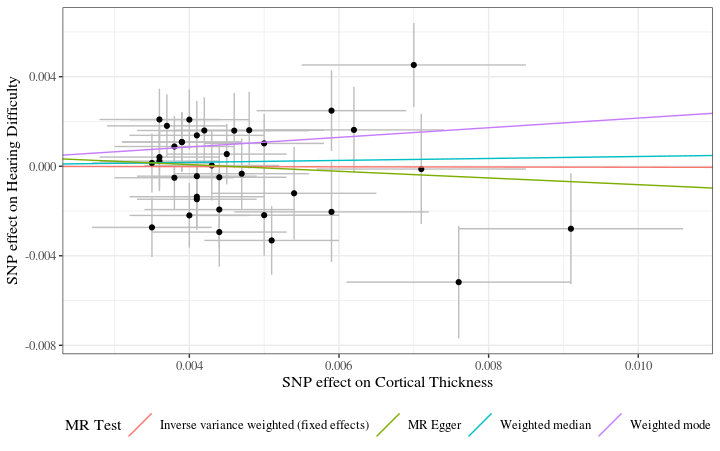 SNP effect on Hearing Difficulty
0.004
0.000
-0.004
-0.008
0.004 0.006 0.008 0.010
SNP effect on Cortical Thickness
MR Test Inverse variance weighted (fixed effects) MR Egger Weighted median Weighted mode